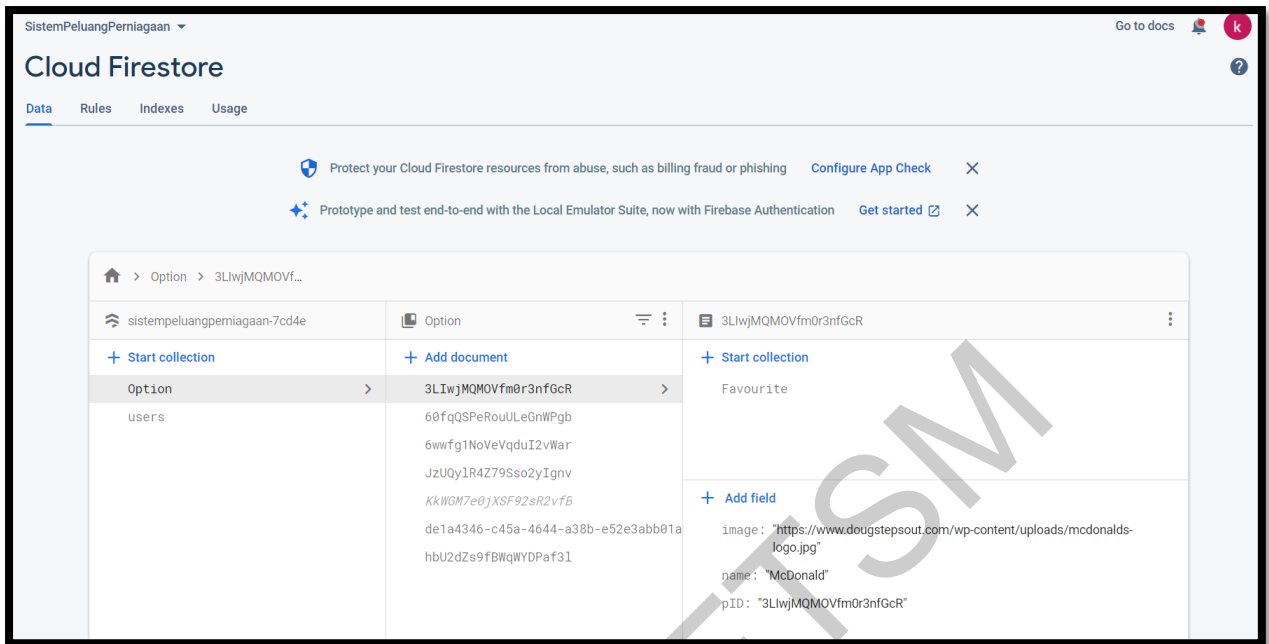 SistemPeluangPerniagaan
Go to docs
k
Cloud Firestore
?
Data Rules Indexes Usage
Protect your Cloud Firestore resources from abuse, such as billing fraud or phishing Configure App Check
Prototype and test end-to-end with the Local Emulator Suite, now with Firebase Authentication Get started
Option > 3LIwjMQMOVf...
sistempeluangperniagaan-7cd4e
Option
3LIwjMQMOVfm0r3nfGcR
+ Start collection
+ Add document
+ Start collection
Option
users
3LIwjMQMOVfm0r3nfGcR
60fqQSPeRouULeGnWPgb
6wwfg1NoVeVqduI2vWar
JzUQylR4Z79Sso2yIgnv
KkWGM7e0jXSF92sR2vfB
de1a4346-c45a-4644-a38b-e52e3abb01a
hbU2dZs9fBWqWYDPaf3l
Favourite
+ Add field
image: "https://www.dougstepsout.com/wp-content/uploads/mcdonalds-
logo.jpg"
name: "McDonald"
pID: "3LIwjMQMOVfm0r3nfGcR"
TSM